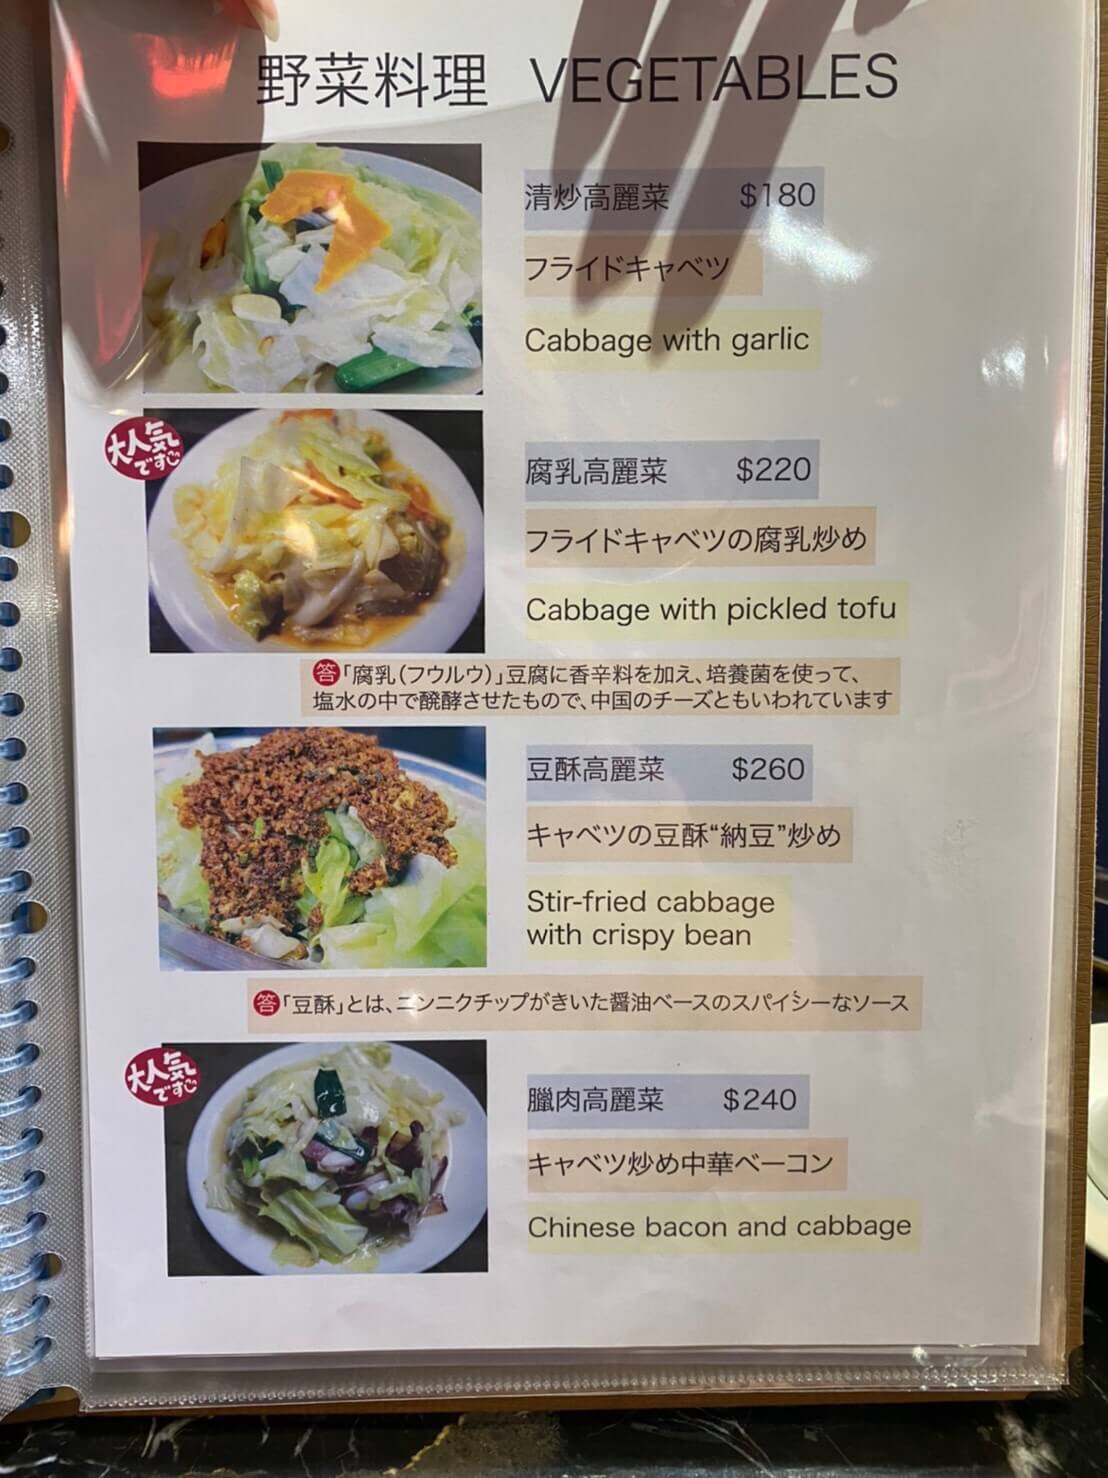 野菜料理 VEGETABLES
清炒高麗菜 $180
フライドキャベツ
Cabbage with garlic
大人気
です
腐乳高麗菜 $220
フライドキャベツの腐乳炒め
Cabbage with pickled tofu
答「腐乳(フウルウ)」豆腐に香辛料を加え、培養菌を使って、
塩水の中で醗酵させたもので、中国のチーズともいわれています
豆酥高麗菜 $260
キャベツの豆酥“納豆”炒め
Stir-fried cabbage
with crispy bean
答「豆酥」とは、ニンニクチップがきいた醤油ベースのスパイシーなソース
大人気
です
臘肉高麗菜 $240
キャベツ炒め中華ベーコン
Chinese bacon and cabbage